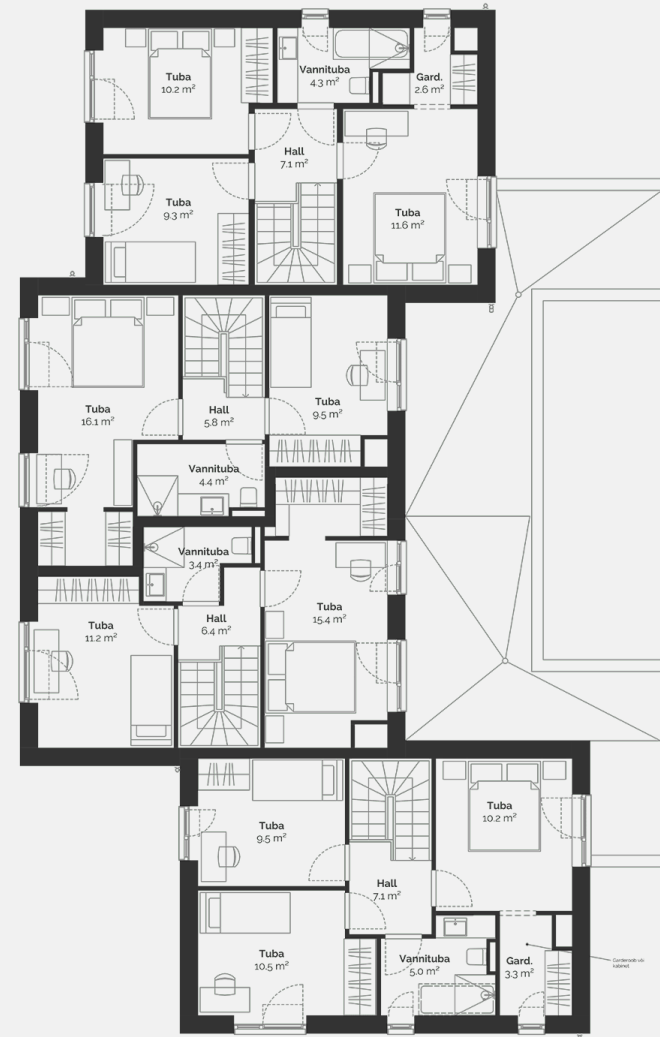 Tuba
10.2 m²
Vannituba
4.3 m²
Gard.
2.6 m²
Hall
7.1 m²
Tuba
9.3 m²
Tuba
11.6 m²
Tuba
16.1 m²
Hall
5.8 m²
Tuba
9.5 m²
Vannituba
4.4 m²
Vannituba
3.4 m²
Tuba
11.2 m²
Hall
6.4 m²
Tuba
15.4 m²
Tuba
9.5 m²
Tuba
10.2 m²
Hall
7.1 m²
Tuba
10.5 m²
Vannituba
5.0 m²
Gard.
3.3 m²
Garderoob või
kabinet